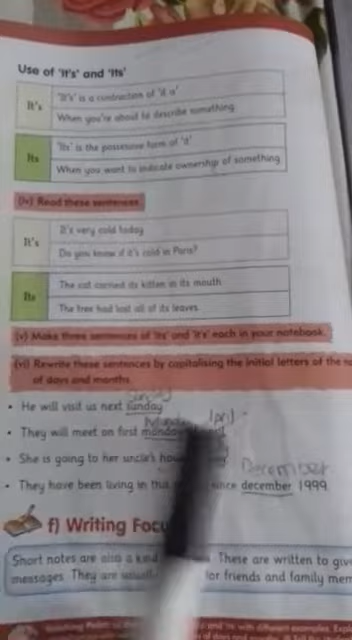 Use of 'It's' and 'Its'
It's
'It's' is a contraction of 'it is'
When you're about to describe something
Its
'Its' is the possessive form of 'it'
When you want to indicate ownership of something
(iv) Read these sentences.
It's
It's very cold today
Do you know if it's cold in Paris?
Its
The cat carried its kitten in its mouth
The tree had lost all of its leaves
(v) Make three sentences of 'its' and 'it's' each in your notebook.
(vi) Rewrite these sentences by capitalising the initial letters of the
of days and months
Sunday
• He will visit us next sunday
• They will meet on first monday
• She is going to her uncle's
December
• They have been living in this since december 1999.
f) Writing
Short notes are also a kind These are written to
messages. They are for friends and family